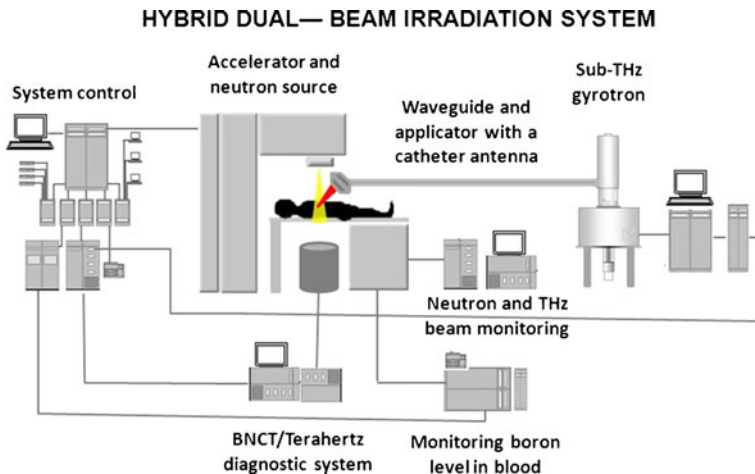 HYBRID DUAL— BEAM IRRADIATION SYSTEM
System control
Accelerator and
neutron source
Waveguide and
applicator with a
catheter antenna
Sub-THz
gyrotron
Neutron and THz
beam monitoring
BNCT/Terahertz
diagnostic system
Monitoring boron
level in blood